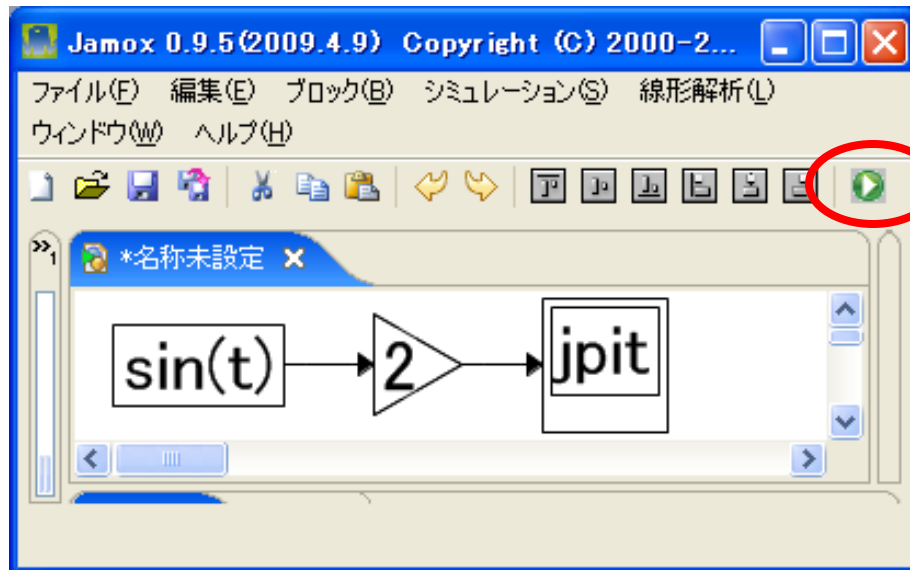 Jamox 0.9.5(2009.4.9) Copyright (C) 2000-2...
ファイル(F) 編集(E) ブロック(B) シミュレーション(S) 線形解析(L)
ウィンドウ(W) ヘルプ(H)
»1 *名称未設定
sin(t) 2 jpit